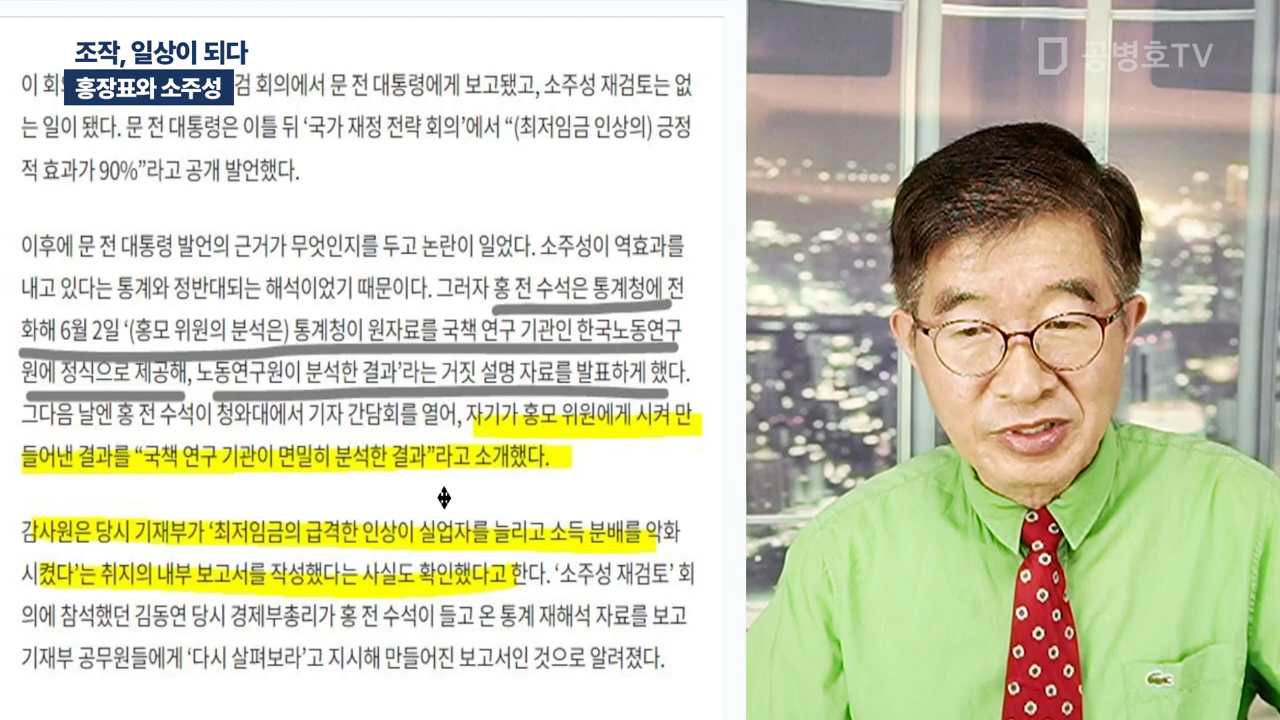 조작, 일상이 되다
홍장표와 소주성
공병호TV
이 회 검 회의에서 문 전 대통령에게 보고됐고, 소주성 재검토는 없
는 일이 됐다. 문 전 대통령은 이틀 뒤 ‘국가 재정 전략 회의’에서 “(최저임금 인상의) 긍정
적 효과가 90%”라고 공개 발언했다.
이후에 문 전 대통령 발언의 근거가 무엇인지를 두고 논란이 일었다. 소주성이 역효과를
내고 있다는 통계와 정반대되는 해석이었기 때문이다. 그러자 홍 전 수석은 통계청에 전
화해 6월 2일 ‘(홍모 위원의 분석은) 통계청이 원자료를 국책 연구 기관인 한국노동연구
원에 정식으로 제공해, 노동연구원이 분석한 결과’라는 거짓 설명 자료를 발표하게 했다.
그다음 날엔 홍 전 수석이 청와대에서 기자 간담회를 열어, 자기가 홍모 위원에게 시켜 만
들어낸 결과를 “국책 연구 기관이 면밀히 분석한 결과”라고 소개했다.
감사원은 당시 기재부가 ‘최저임금의 급격한 인상이 실업자를 늘리고 소득 분배를 악화
시켰다’는 취지의 내부 보고서를 작성했다는 사실도 확인했다고 한다. ‘소주성 재검토’ 회
의에 참석했던 김동연 당시 경제부총리가 홍 전 수석이 들고 온 통계 재해석 자료를 보고
기재부 공무원들에게 ‘다시 살펴보라’고 지시해 만들어진 보고서인 것으로 알려졌다.